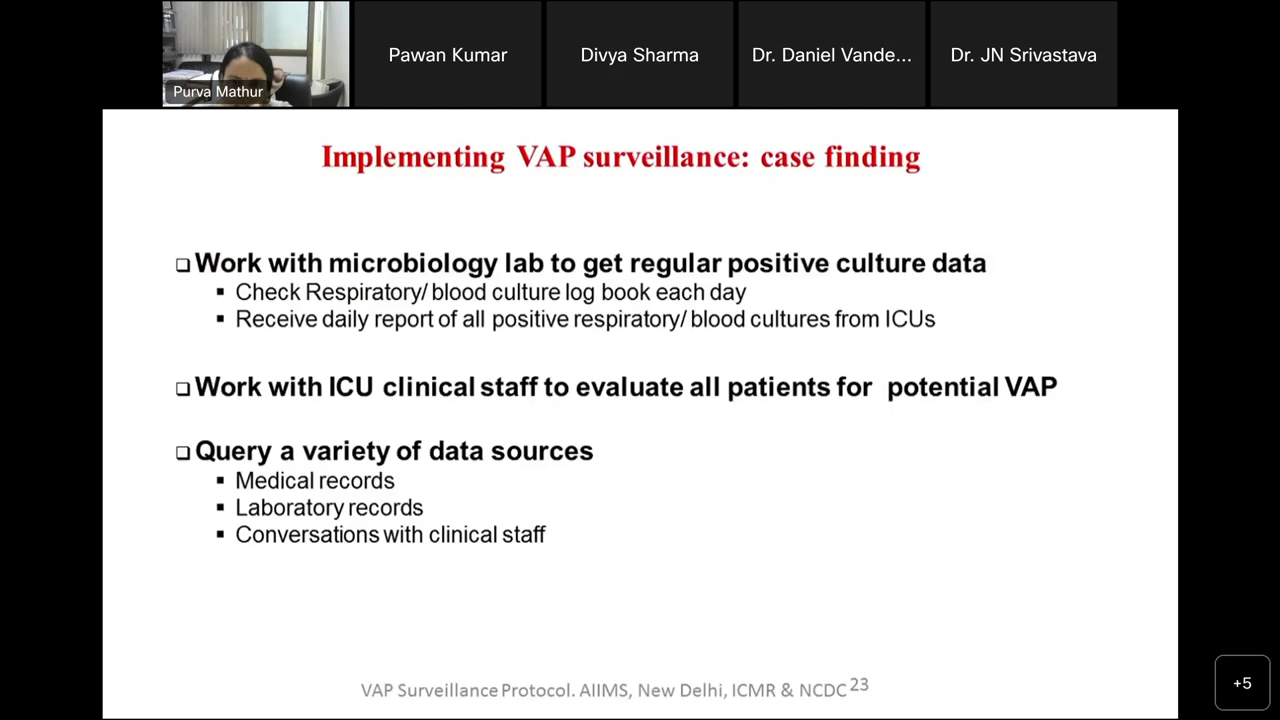 Purva Mathur
Pawan Kumar
Divya Sharma
Dr. Daniel Vande...
Dr. JN Srivastava
Implementing VAP surveillance: case finding
❑ Work with microbiology lab to get regular positive culture data
▪ Check Respiratory/ blood culture log book each day
▪ Receive daily report of all positive respiratory/ blood cultures from ICUs
❑ Work with ICU clinical staff to evaluate all patients for potential VAP
❑ Query a variety of data sources
▪ Medical records
▪ Laboratory records
▪ Conversations with clinical staff
VAP Surveillance Protocol. AIIMS, New Delhi, ICMR & NCDC 23
+5